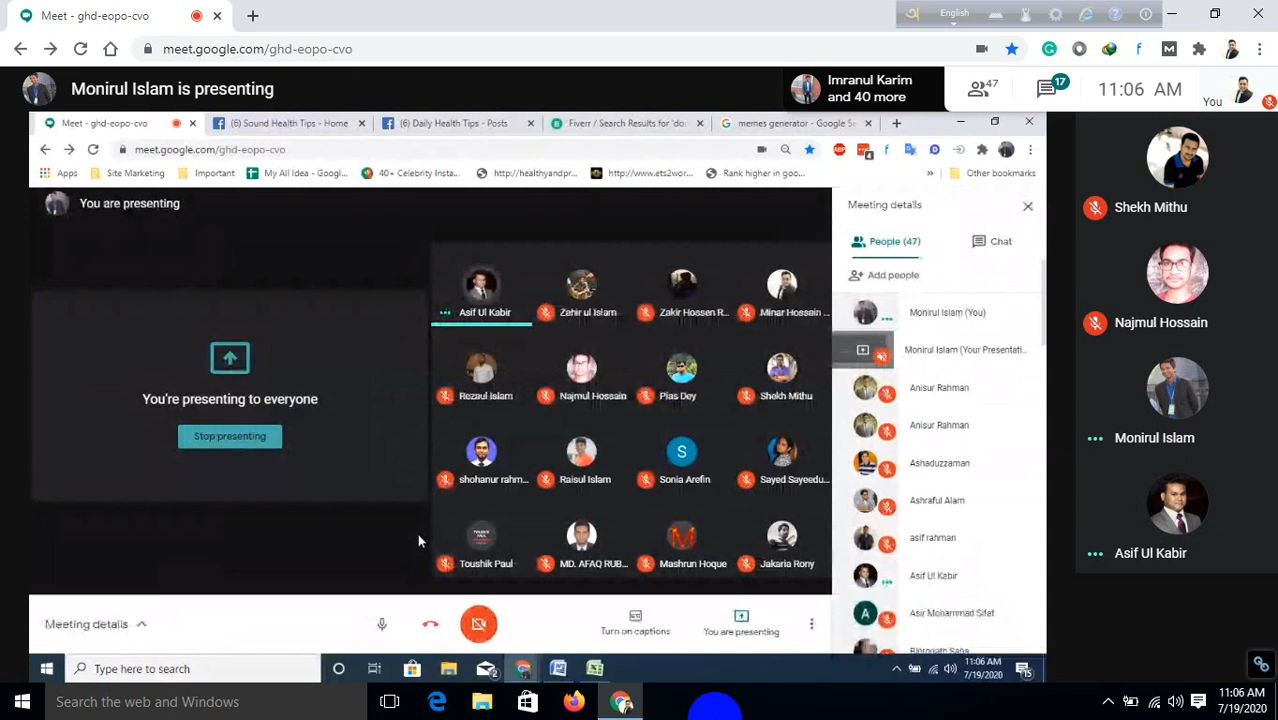 Meet - ghd-eopo-cvo
English
meet.google.com/ghd-eopo-cvo
Monirul Islam is presenting
Imranul Karim
and 40 more
47
17
11:06 AM
You
Meet - ghd-eopo-cvo
(6) Sound Health Tips - Home
(6) Daily Health Tips - Posts
Fiverr / Search Results for 'do
memes generator - Google Se
meet.google.com/ghd-eopo-cvo
ABP
4
Apps
Site Marketing
Important
My All Idea - Googl...
40+ Celebrity Insta...
http://healthyandpr...
http://www.ets2wor...
Rank higher in goo...
»
Other bookmarks
You are presenting
Meeting details
People (47)
Chat
Add people
You're presenting to everyone
Stop presenting
Asif Ul Kabir
Zehir ul Islam
Zakir Hossen R...
Minar Hossain ...
Rezaul Islam
Najmul Hossain
Plas Dey
Shekh Mithu
shohanur rahm...
Raisul Islam
S
Sonia Arefin
Sayed Sayeedu...
Toushik Paul
MD. AFAQ RUB...
M
Mashrun Hoque
Jakaria Rony
Monirul Islam (You)
Monirul Islam (Your Presentati...
Anisur Rahman
Anisur Rahman
Ashaduzzaman
Ashraful Alam
asif rahman
Asif Ul Kabir
A
Asir Mohammad Sifat
Meeting details
Turn on captions
You are presenting
Type here to search
2
11:06 AM
7/19/2020
15
Shekh Mithu
Najmul Hossain
Monirul Islam
Asif Ul Kabir
Search the web and Windows
11:06 AM
7/19/2020